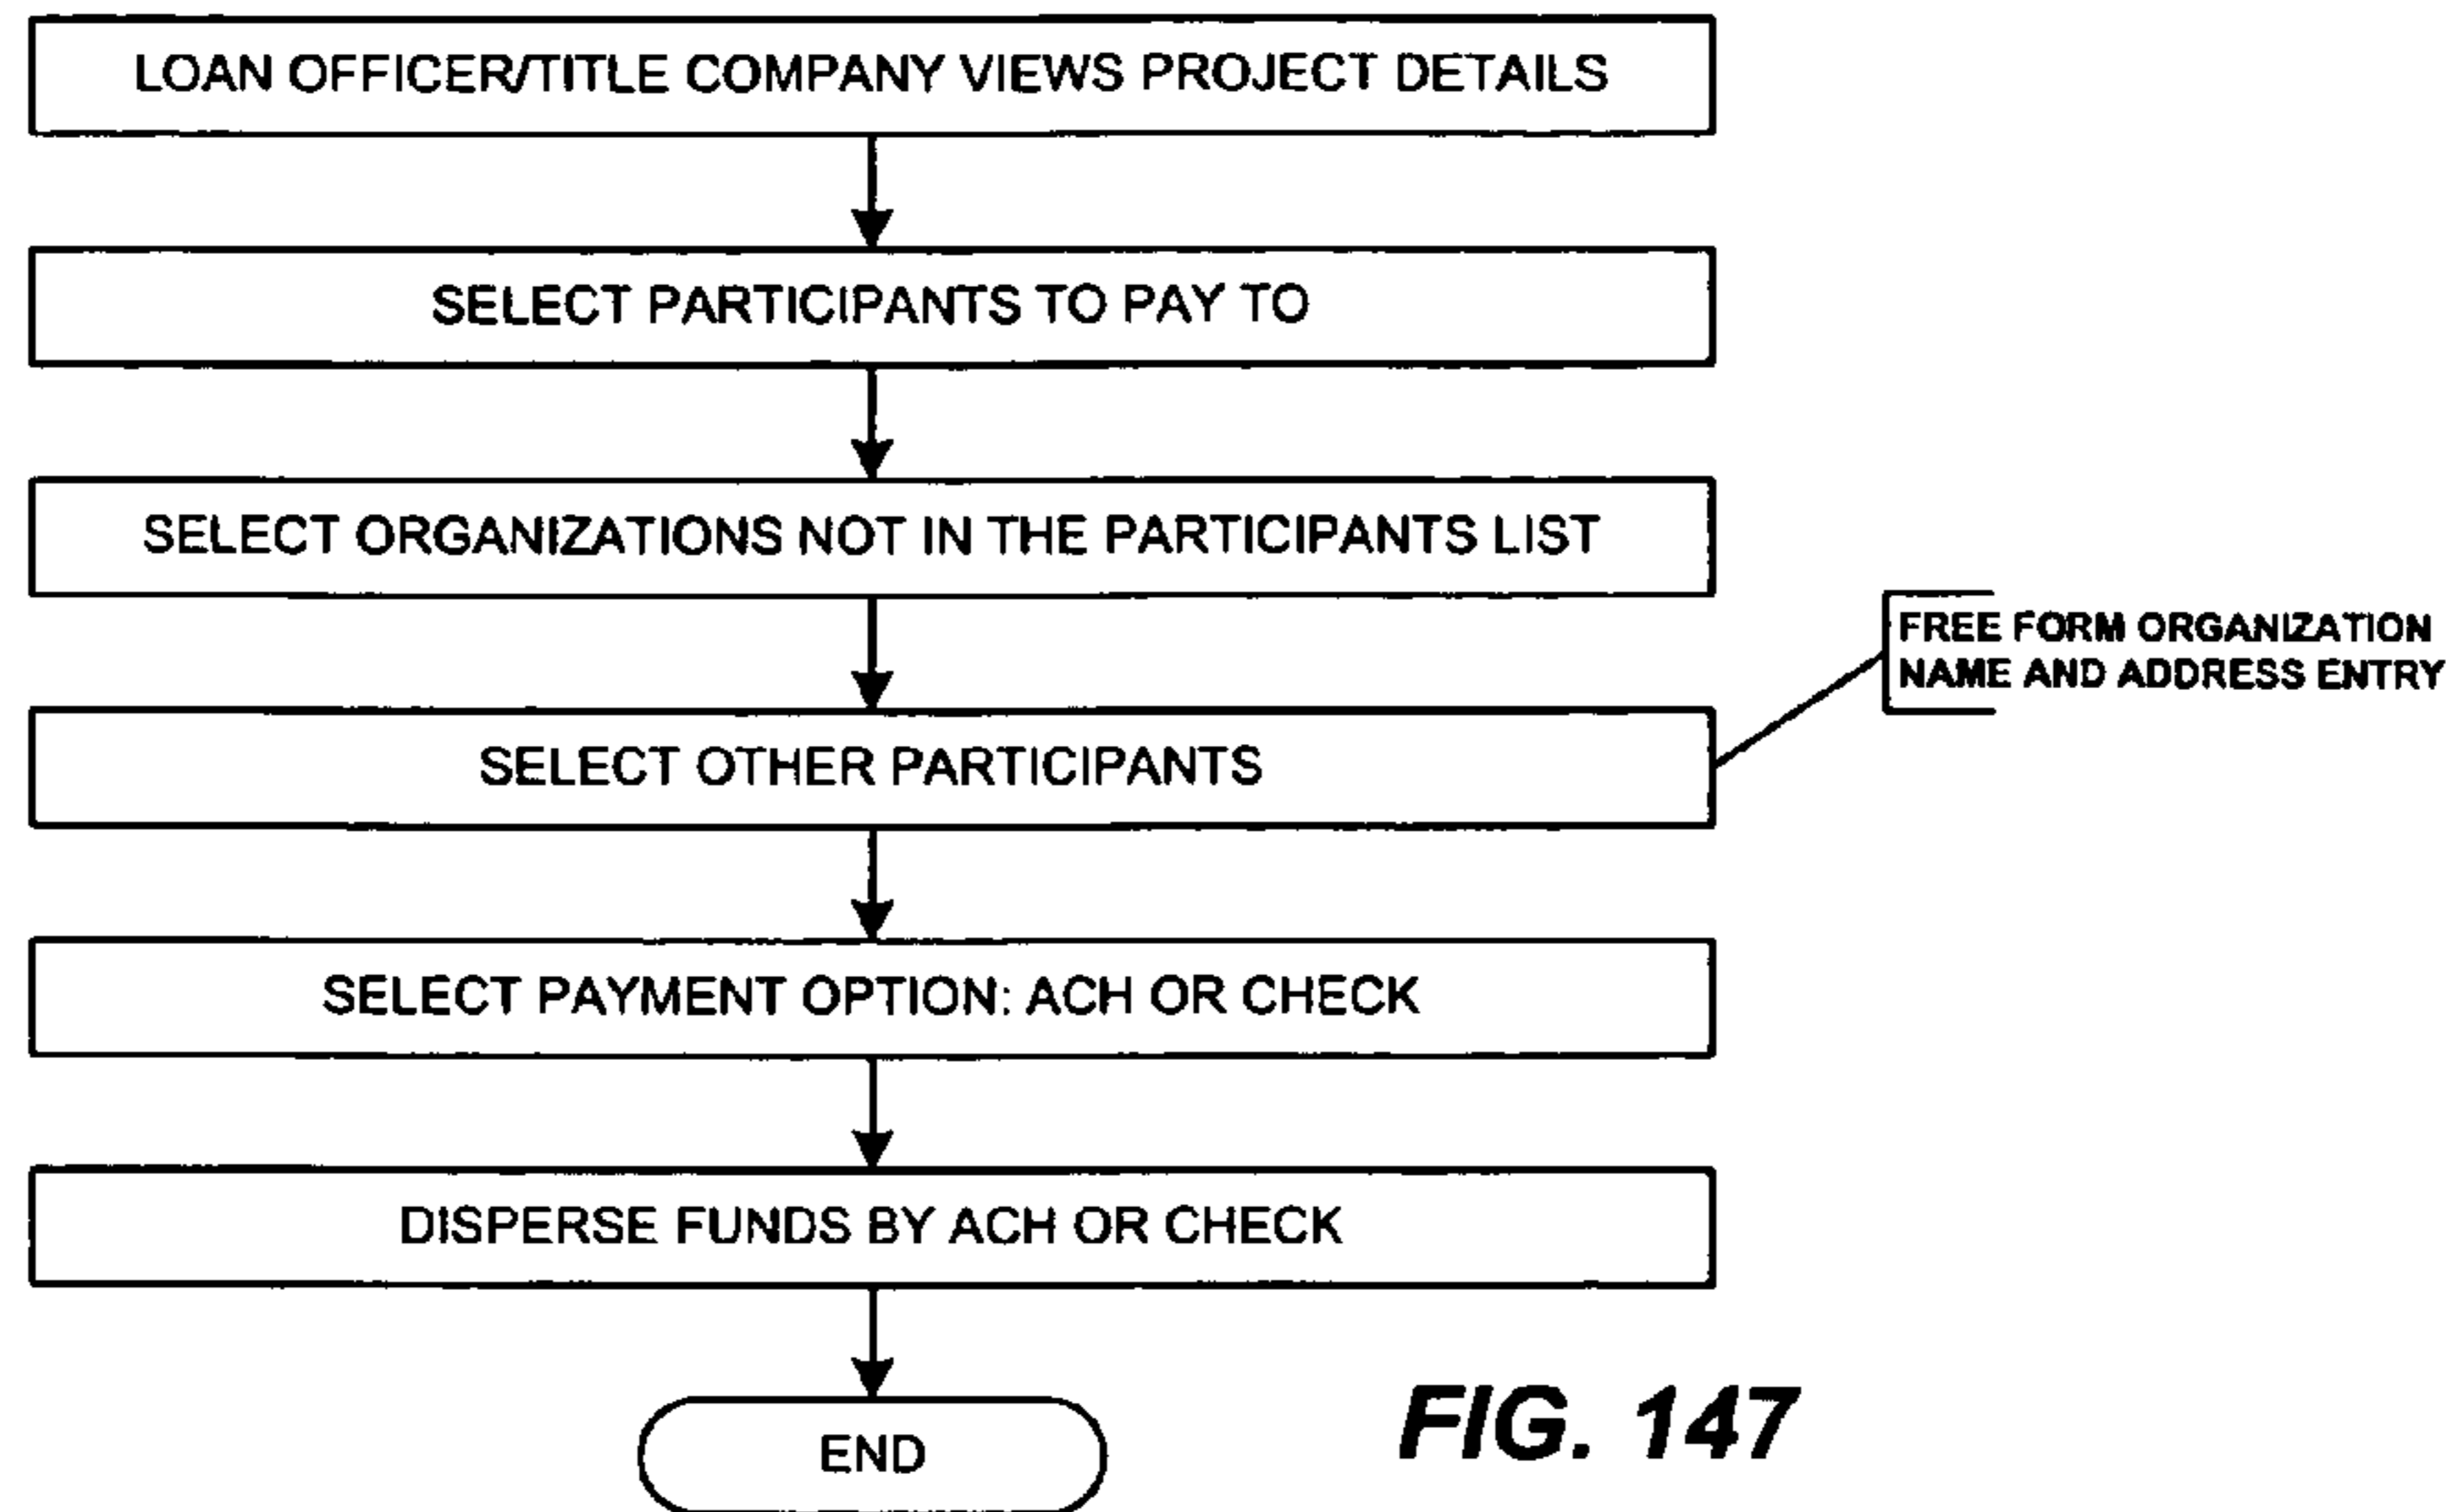 LOAN OFFICER/TITLE COMPANY VIEWS PROJECT DETAILS
SELECT PARTICIPANTS TO PAY TO
SELECT ORGANIZATIONS NOT IN THE PARTICIPANTS LIST
FREE FORM ORGANIZATION
NAME AND ADDRESS ENTRY
SELECT OTHER PARTICIPANTS
SELECT PAYMENT OPTION: ACH OR CHECK
DISPERSE FUNDS BY ACH OR CHECK
END
FIG. 147